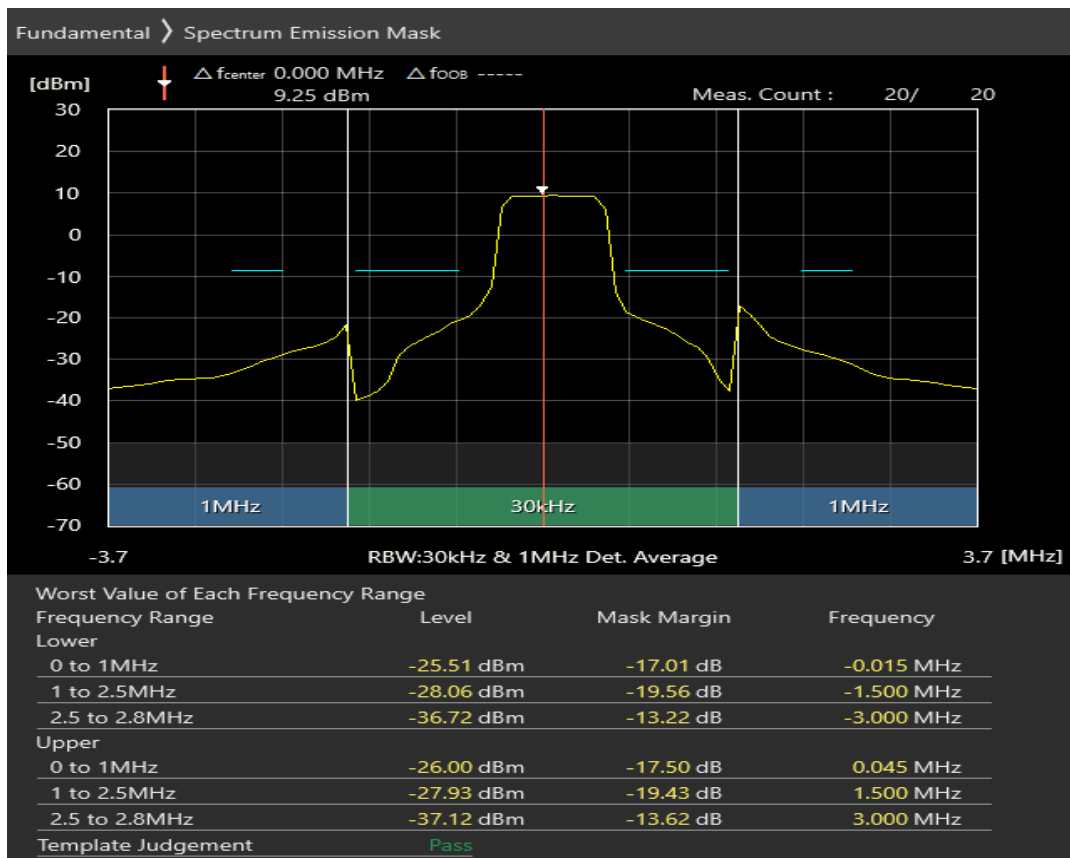 Fundamental 〉 Spectrum Emission Mask
[dBm] △ fcenter 0.000 MHz △ fOOB -----
9.25 dBm Meas. Count : 20/ 20
30
20
10
0
-10
-20
-30
-40
-50
-60
1MHz 30kHz 1MHz
-70
-3.7 RBW:30kHz & 1MHz Det. Average 3.7 [MHz]
Worst Value of Each Frequency Range
Frequency Range Level Mask Margin Frequency
Lower
0 to 1MHz -25.51 dBm -17.01 dB -0.015 MHz
1 to 2.5MHz -28.06 dBm -19.56 dB -1.500 MHz
2.5 to 2.8MHz -36.72 dBm -13.22 dB -3.000 MHz
Upper
0 to 1MHz -26.00 dBm -17.50 dB 0.045 MHz
1 to 2.5MHz -27.93 dBm -19.43 dB 1.500 MHz
2.5 to 2.8MHz -37.12 dBm -13.62 dB 3.000 MHz
Template Judgement Pass